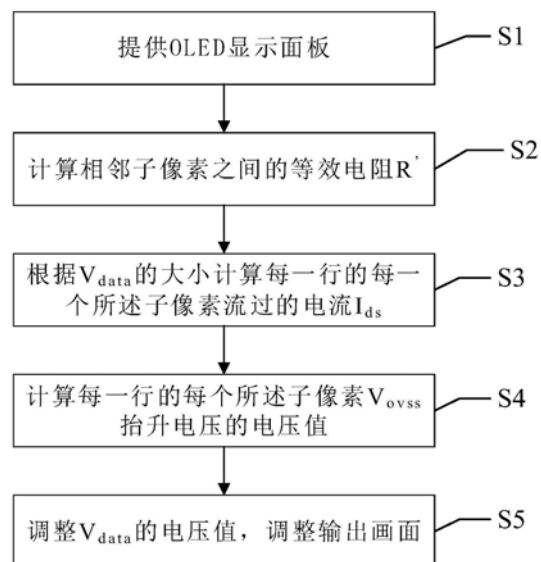 提供OLED显示面板
S1
计算相邻子像素之间的等效电阻R'
S2
根据Vdata的大小计算每一行的每一
个所述子像素流过的电流Ids
S3
计算每一行的每个所述子像素Vovss
抬升电压的电压值
S4
调整Vdata的电压值，调整输出画面
S5